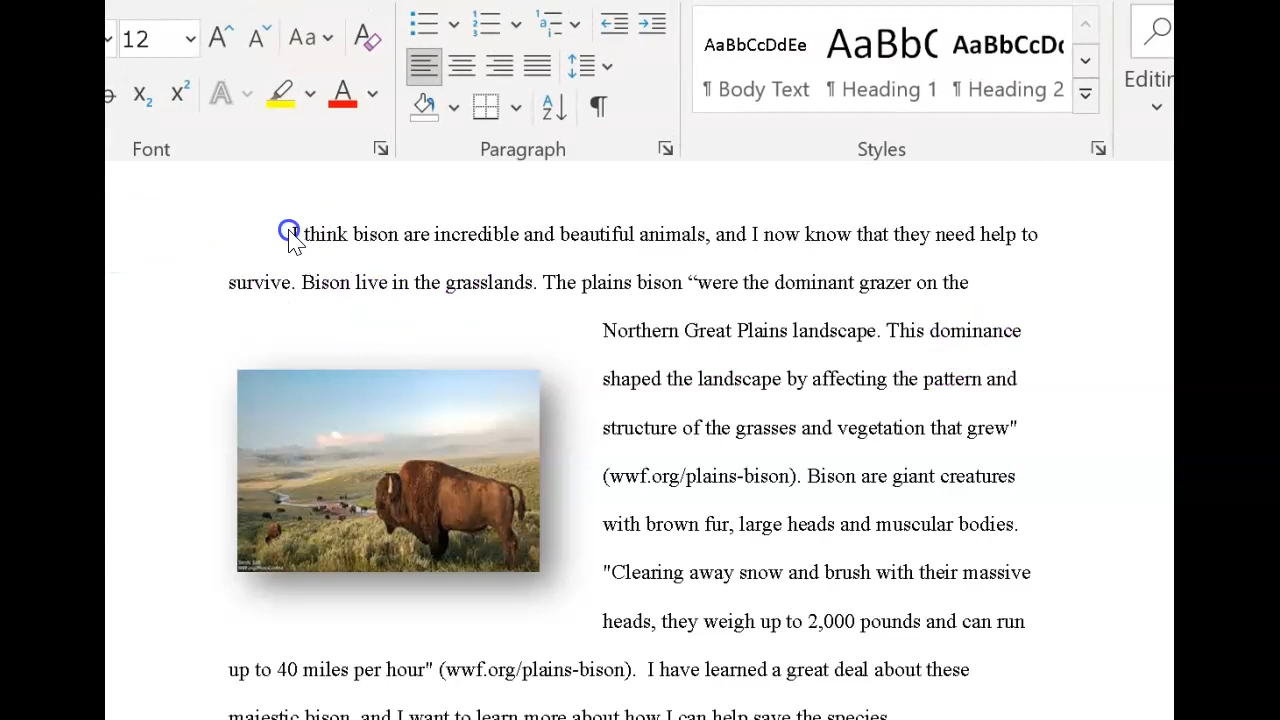 12
Aa
Font
Paragraph
AaBbCcDdEe
¶ Body Text
AaBbC
¶ Heading 1
AaBbCcDc
¶ Heading 2
Styles
Editin
I think bison are incredible and beautiful animals, and I now know that they need help to
survive. Bison live in the grasslands. The plains bison “were the dominant grazer on the
Northern Great Plains landscape. This dominance
shaped the landscape by affecting the pattern and
structure of the grasses and vegetation that grew"
(wwf.org/plains-bison). Bison are giant creatures
with brown fur, large heads and muscular bodies.
"Clearing away snow and brush with their massive
heads, they weigh up to 2,000 pounds and can run
up to 40 miles per hour" (wwf.org/plains-bison).  I have learned a great deal about these
majestic bison, and I want to learn more about how I can help save the species.